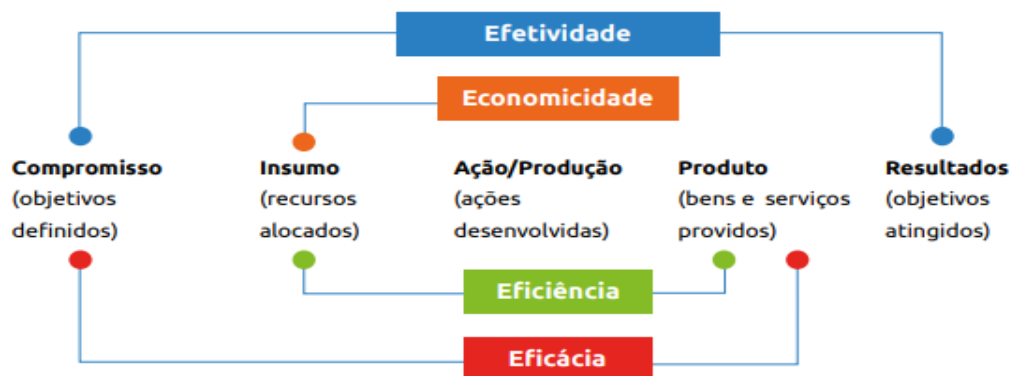 Efetividade
Economicidade
Compromisso
(objetivos
definidos)
Insumo
(recursos
alocados)
Ação/Produção
(ações
desenvolvidas)
Produto
(bens e serviços
providos)
Resultados
(objetivos
atingidos)
Eficiência
Eficácia